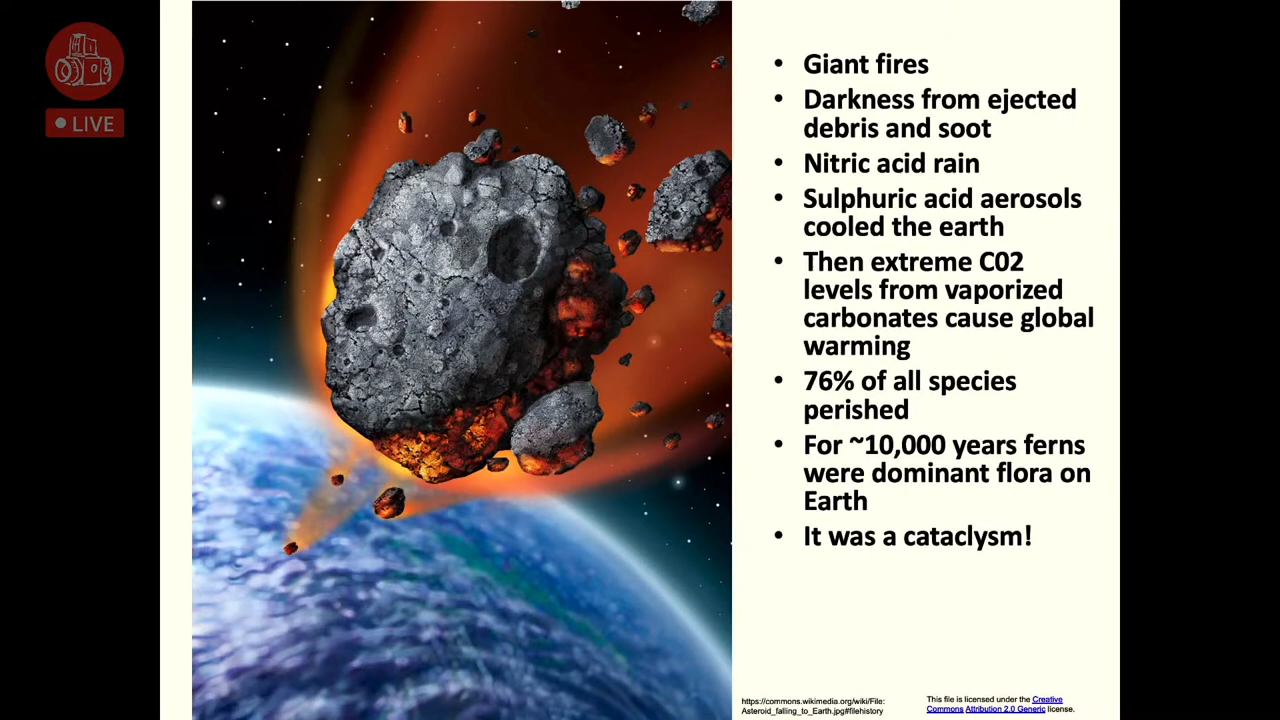 LIVE
• Giant fires
• Darkness from ejected
debris and soot
• Nitric acid rain
• Sulphuric acid aerosols
cooled the earth
• Then extreme C02
levels from vaporized
carbonates cause global
warming
• 76% of all species
perished
• For ~10,000 years ferns
were dominant flora on
Earth
• It was a cataclysm!
https://commons.wikimedia.org/wiki/File:
Asteroid_falling_to_Earth.jpg#filehistory
This file is licensed under the Creative
Commons Attribution 2.0 Generic license.